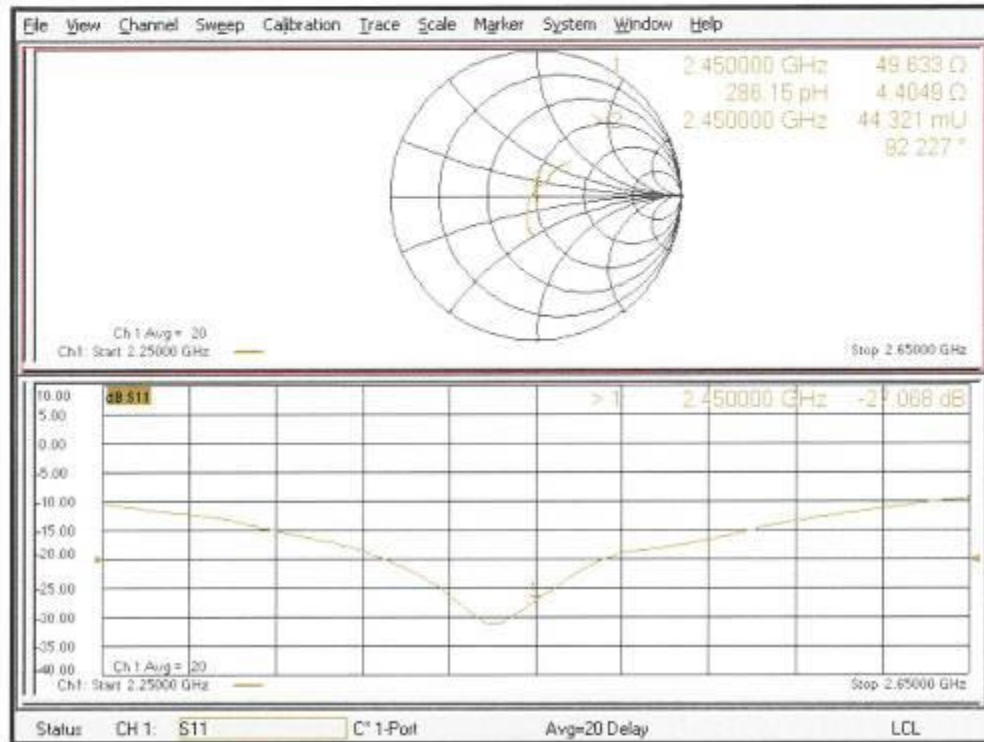 File View Channel Sweep Calibration Trace Scale Marker System Window Help
1 2.450000 GHz 49.633 Ω
286.15 pH 4.4049 Ω
> 2 2.450000 GHz 44.321 mU
92.227 °
Ch 1 Avg = 20
Ch1: Start 2.25000 GHz Stop 2.65000 GHz
10.00 dB S11 > 1 2.450000 GHz -27.068 dB
5.00
0.00
-5.00
-10.00
-15.00
-20.00
-25.00
-30.00
-35.00
-40.00 Ch 1 Avg = 20
Ch1: Start 2.25000 GHz Stop 2.65000 GHz
Status CH 1: S11 C* 1-Port Avg=20 Delay LCL